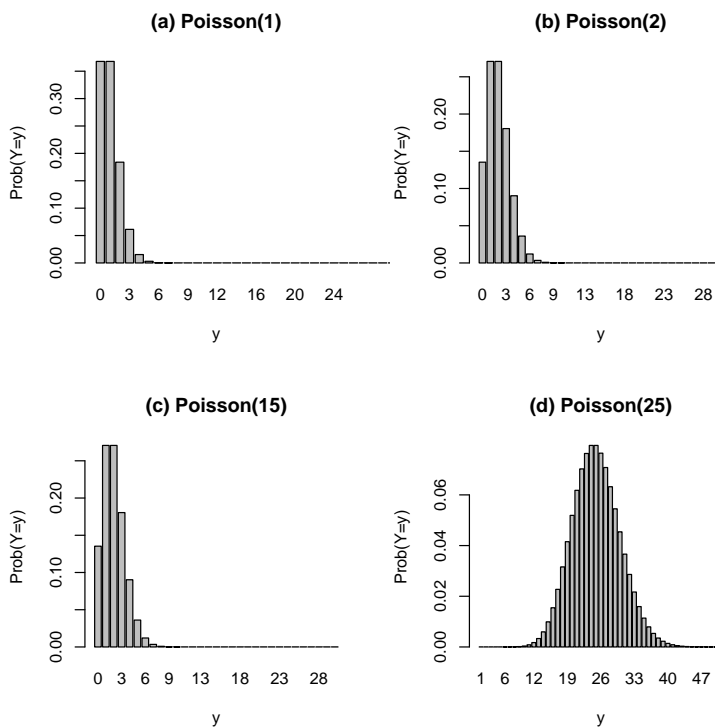 (a) Poisson(1)
Prob(Y=y)
0.00 0.10 0.20 0.30
0 3 6 9 12 16 20 24
y
(b) Poisson(2)
Prob(Y=y)
0.00 0.10 0.20
0 3 6 9 13 18 23 28
y
(c) Poisson(15)
Prob(Y=y)
0.00 0.10 0.20
0 3 6 9 13 18 23 28
y
(d) Poisson(25)
Prob(Y=y)
0.00 0.02 0.04 0.06
1 6 12 19 26 33 40 47
y